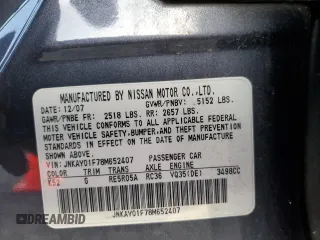 MANUFACTURED BY NISSAN MOTOR CO.,LTD.
DATE
12/07 GVWR/PNBV: 5152 LBS.
GAWR/PNBE FR: 2518 LBS. RR: 2657 LBS.
THIS VEHICLE CONFORMS TO ALL APPLICABLE FEDERAL
MOTOR VEHICLE SAFETY,BUMPER,AND THEFT PREVENTION
STANDARDS IN EFFECT ON THE DATE OF MANUFACTURE
SHOWN ABOVE.
VIN: JNKAY01F78M652407 PASSENGER CAR
COLOR TRIM TRANS AXLE ENGINE
K52 G RE5R05A RC36 VQ35(DE) 3498CC
JNKAY01F78M652407